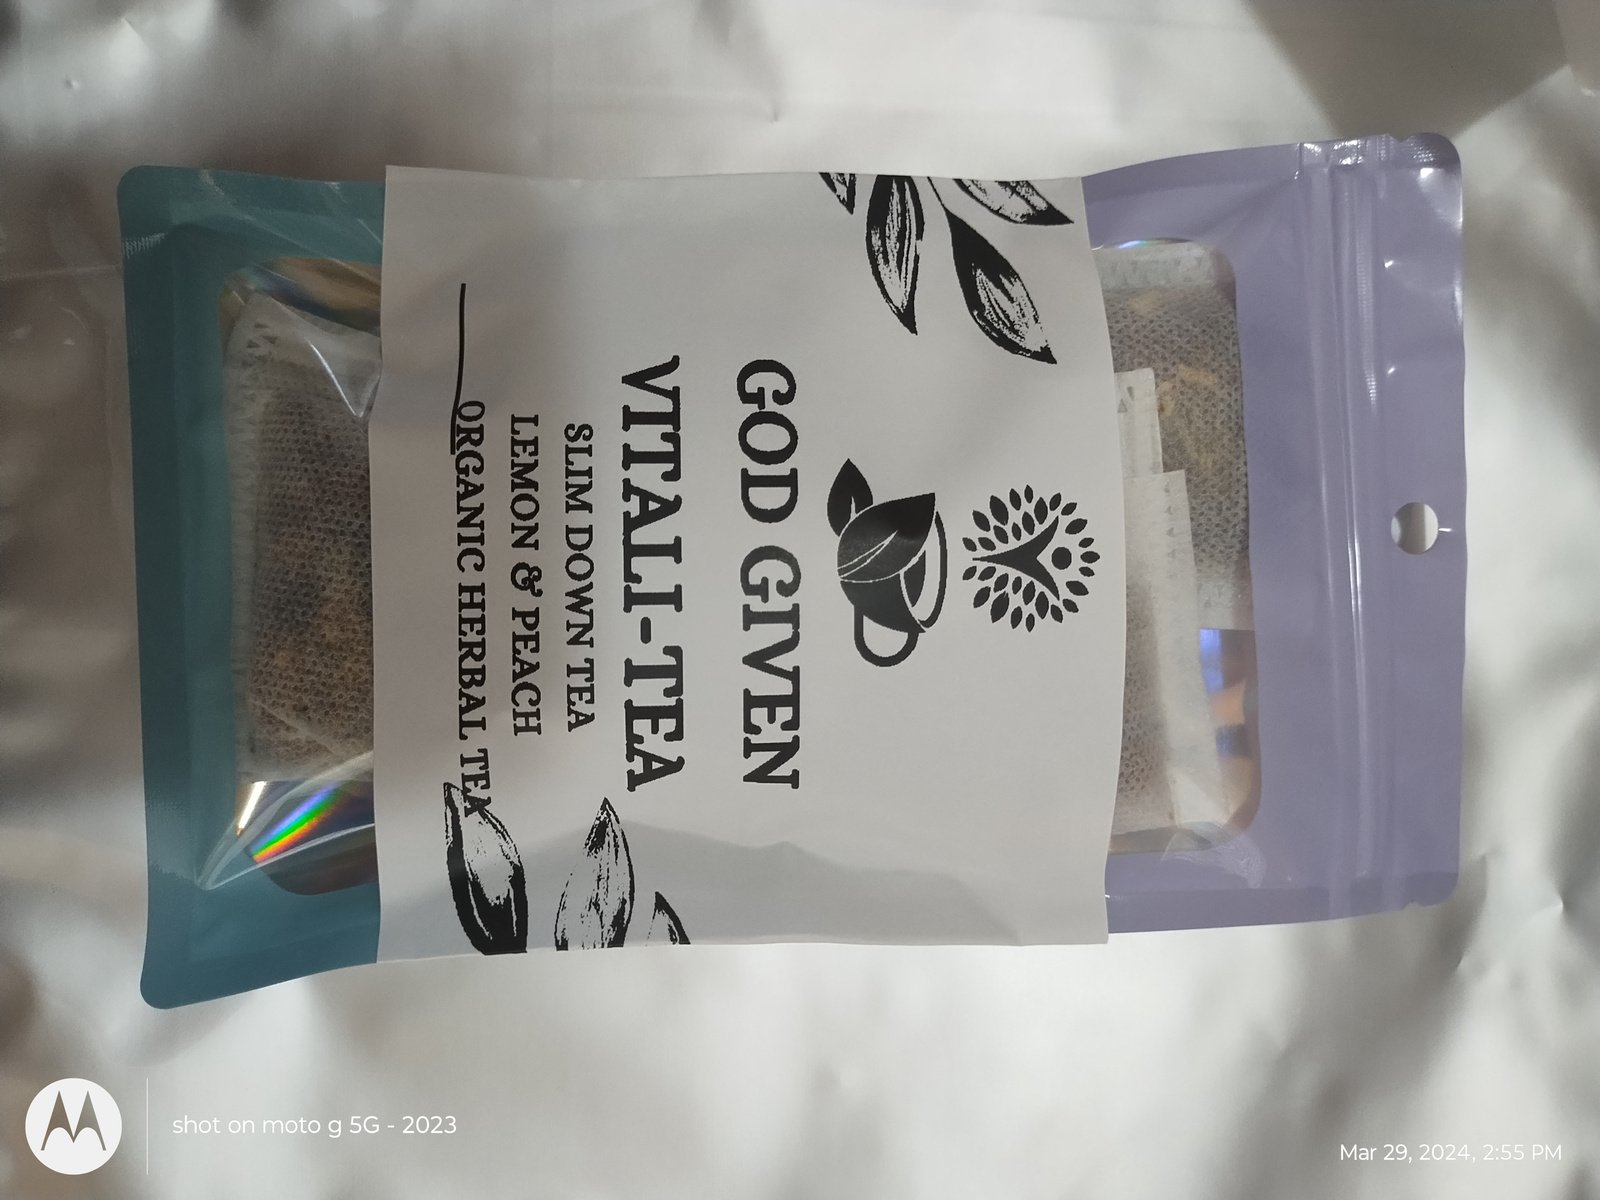 GOD GIVEN
VITALI-TEA
SLIM DOWN TEA
LEMON & PEACH
ORGANIC HERBAL TEA
shot on moto g 5G - 2023
Mar 29, 2024, 2:55 PM